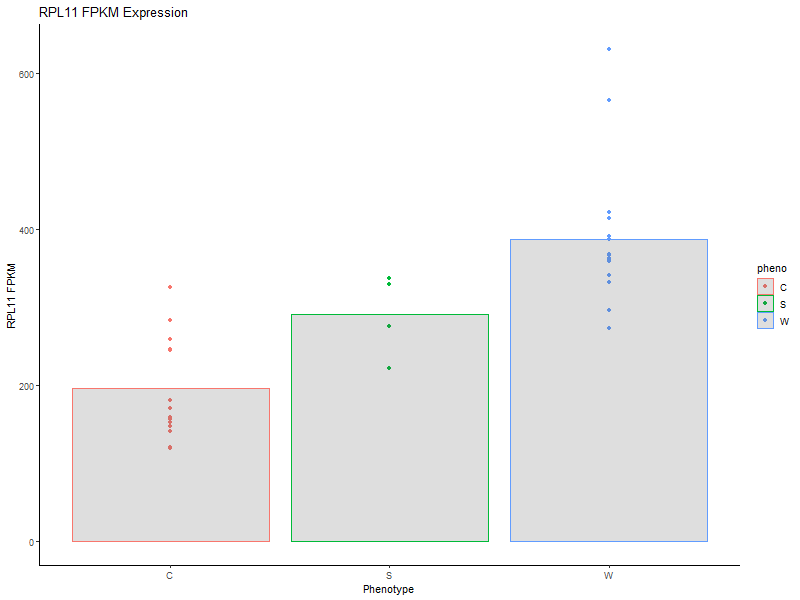 RPL11 FPKM Expression
RPL11 FPKM
600
400
200
0
C
S
W
Phenotype
pheno
C
S
W